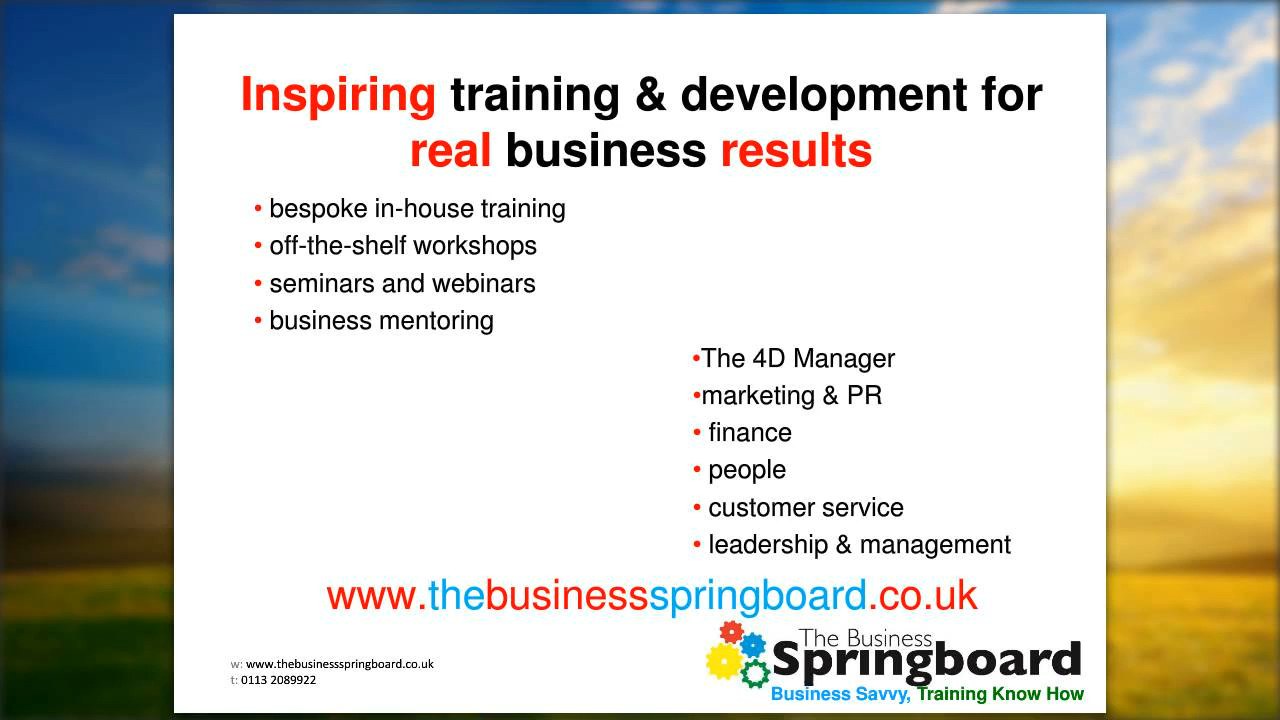 Inspiring training & development for
real business results
• bespoke in-house training
• off-the-shelf workshops
• seminars and webinars
• business mentoring
•The 4D Manager
•marketing & PR
• finance
• people
• customer service
• leadership & management
www.thebusinessspringboard.co.uk
w: www.thebusinessspringboard.co.uk
t: 0113 2089922
The Business
Springboard
Business Savvy, Training Know How